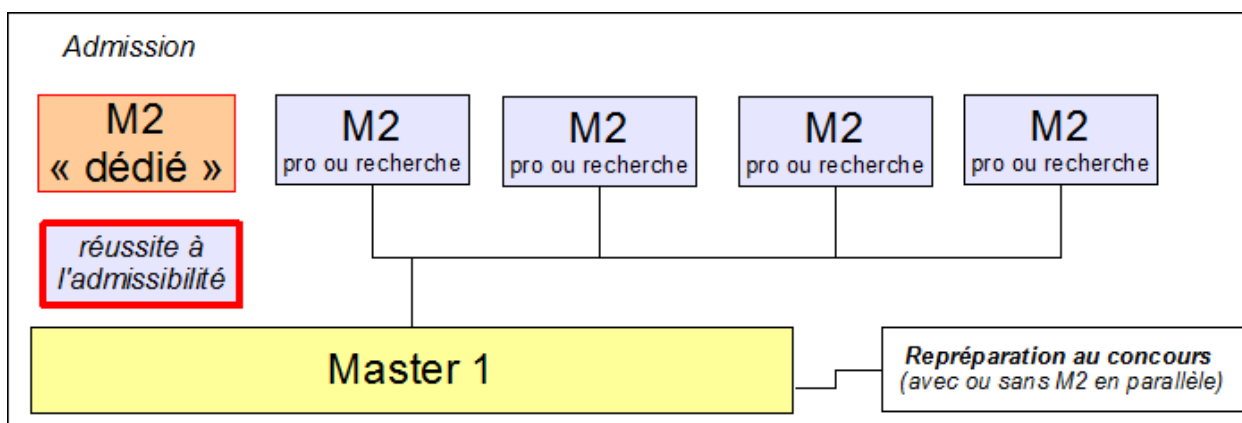 Admission
M2
« dédié »
M2
pro ou recherche
M2
pro ou recherche
M2
pro ou recherche
M2
pro ou recherche
réussite à
l'admissibilité
Master 1
Repréparation au concours
(avec ou sans M2 en parallèle)